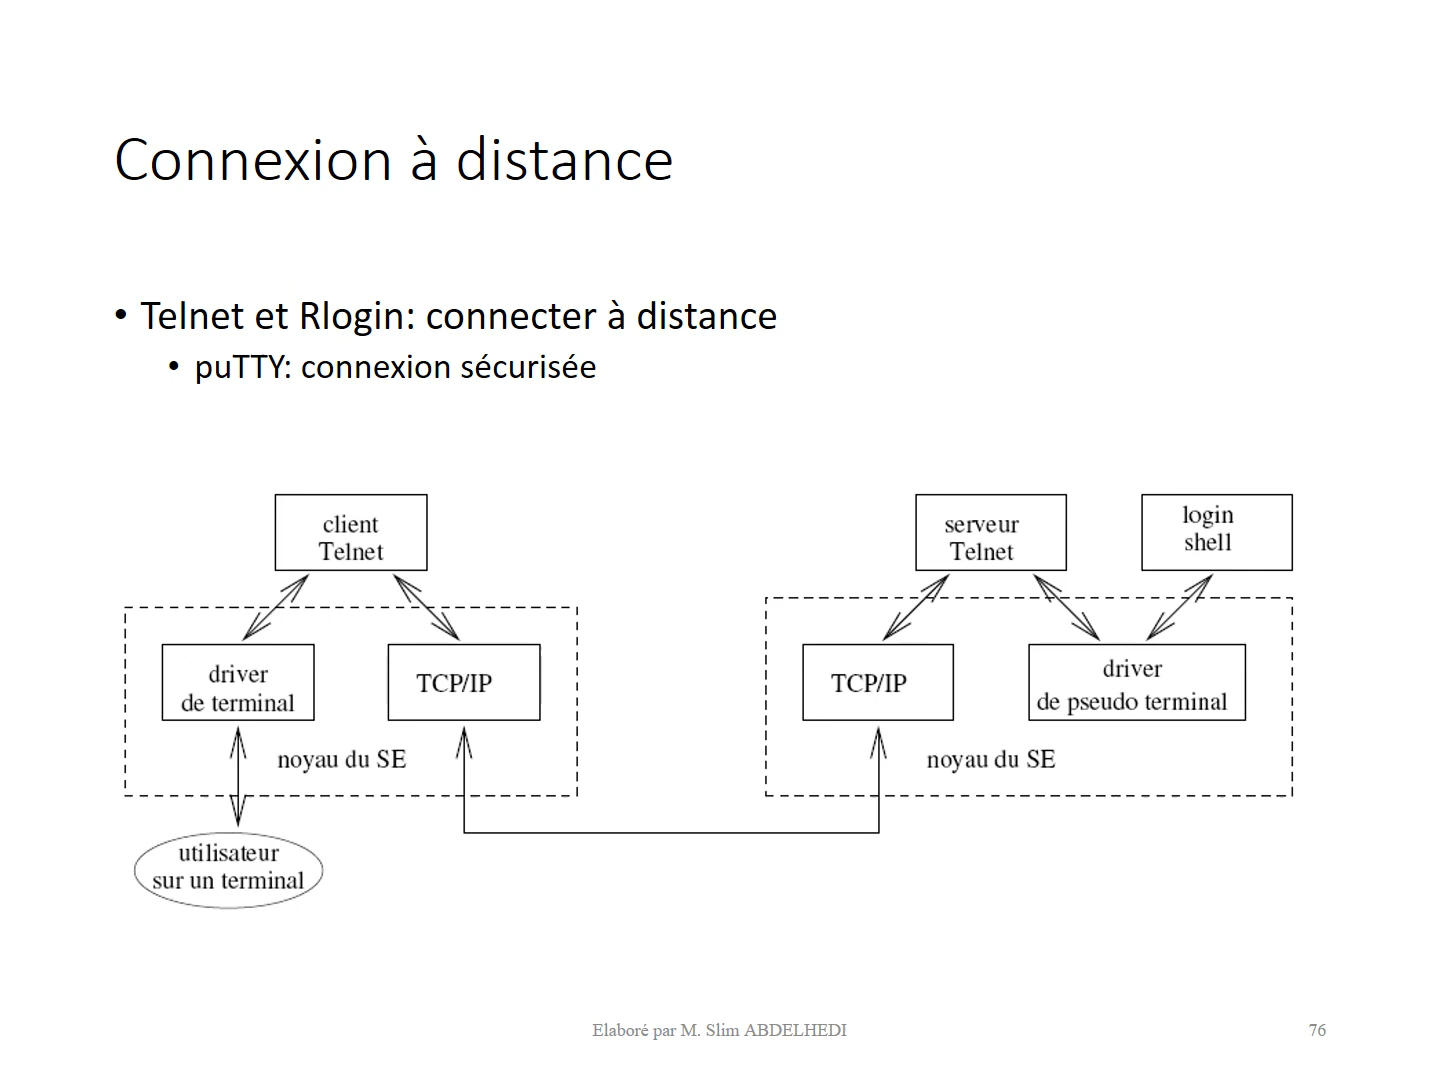 Connexion à distance
• Telnet et Rlogin: connecter à distance
• puTTY: connexion sécurisée
client
Telnet
serveur
Telnet
login
shell
driver
de terminal
TCP/IP
TCP/IP
driver
de pseudo terminal
noyau du SE
noyau du SE
utilisateur
sur un terminal
Elaboré par M. Slim ABDELHEDI
76